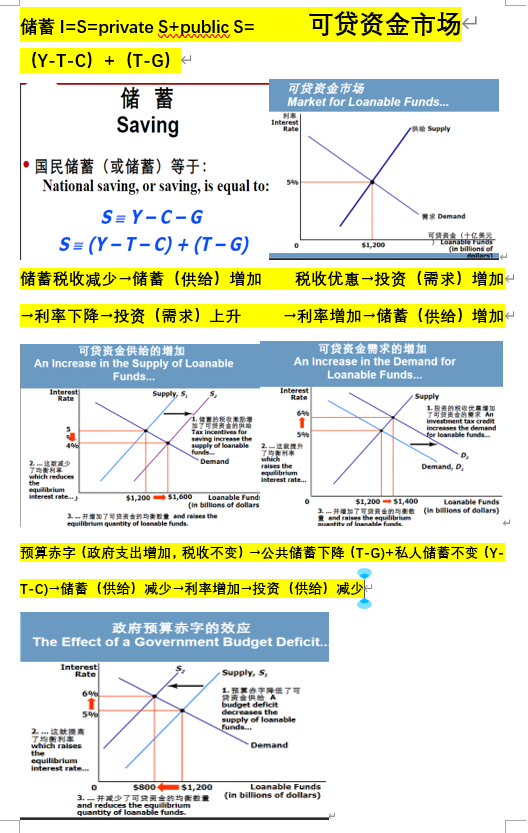 储蓄 I=S=private S+public S=
可贷资金市场
（Y-T-C）+（T-G）
储 蓄
Saving
• 国民储蓄（或储蓄）等于:
National saving, or saving, is equal to:
S ≡ Y – C – G
S ≡ (Y – T – C) + (T – G)
可贷资金市场
Market for Loanable Funds...
利率
Interest
Rate
供给 Supply
5%
需求 Demand
0
$1,200
可贷资金（十亿美元
） Loanable Funds
(in billions of
dollars)
储蓄税收减少→储蓄（供给）增加
税收优惠→投资（需求）增加
→利率下降→投资（需求）上升
→利率增加→储蓄（供给）增加
可贷资金供给的增加
An Increase in the Supply of Loanable
Funds...
Interest
Rate
Supply, S₁
S₂
1. 储蓄的税收激励增
加了可贷资金的供给
Tax incentives for
saving increase the
supply of loanable
funds...
5
4%
2. ... 这就减少
了均衡利率
which reduces
the
equilibrium
interest rate...
Demand
$1,200
$1,600
Loanable Funds
(in billions of dollars)
3. ... 并增加了可贷资金的均衡数量 and raises the
equilibrium quantity of loanable funds.
可贷资金需求的增加
An Increase in the Demand for
Loanable Funds...
Interest
Rate
Supply
1. 投资的税收优惠增加
了可贷资金的需求 An
investment tax credit
increases the demand
for loanable funds...
6%
5%
2. ...这提升
了均衡利率
which
raises the
equilibrium
interest rate...
D₂
Demand, D₁
0
$1,200
$1,400
Loanable Funds
(in billions of dollars)
3. ...并增加了可贷资金的均衡数
量 and raises the equilibrium
quantity of loanable funds.
预算赤字（政府支出增加，税收不变）→公共储蓄下降 (T-G)+私人储蓄不变（Y-
T-C)→储蓄（供给）减少→利率增加→投资（供给）减少
政府预算赤字的效应
The Effect of a Government Budget Deficit...
Interest
Rate
S₂
Supply, S₁
1. 预算赤字降低了可
贷资金供给 A
budget deficit
decreases the
supply of loanable
funds...
6%
5%
2. ... 这就提高
了均衡利率
which raises
the
equilibrium
interest rate...
Demand
0
$800
$1,200
Loanable Funds
(in billions of dollars)
3. ...并减少了可贷资金的均衡数量
and reduces the equilibrium
quantity of loanable funds.